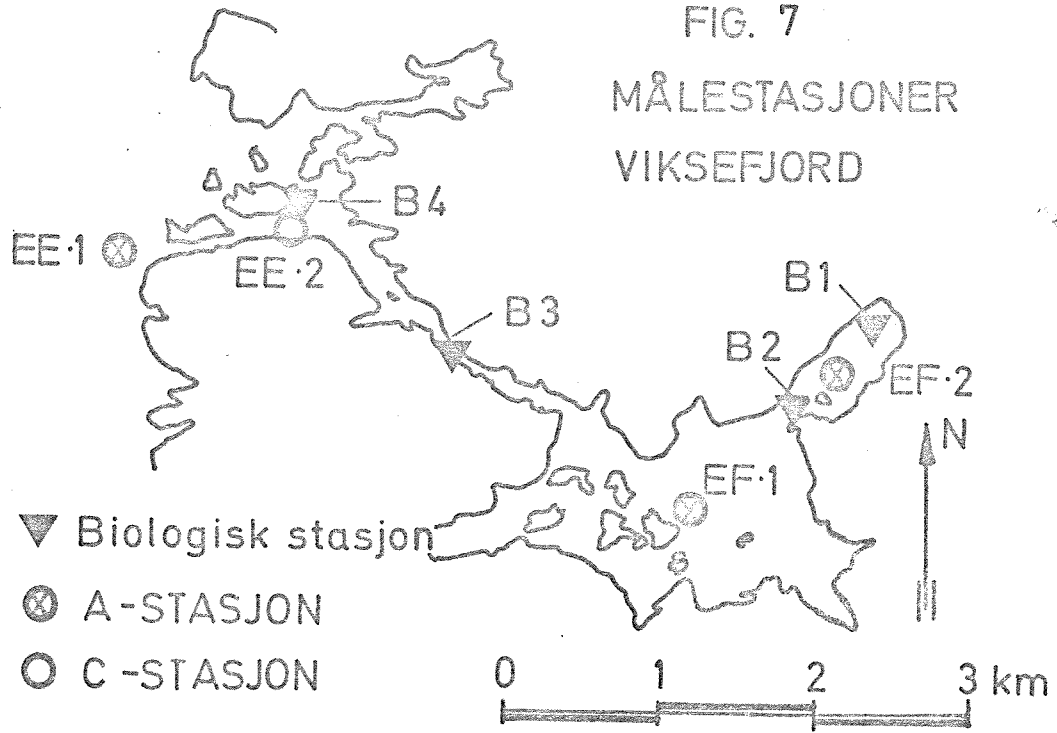 FIG. 7
MÅLESTASJONER
VIKSEFJORD
B4
EE·1
EE·2
B1
B3
B2
EF·2
N
EF·1
Biologisk stasjon
A-STASJON
C-STASJON
0 1 2 3 km